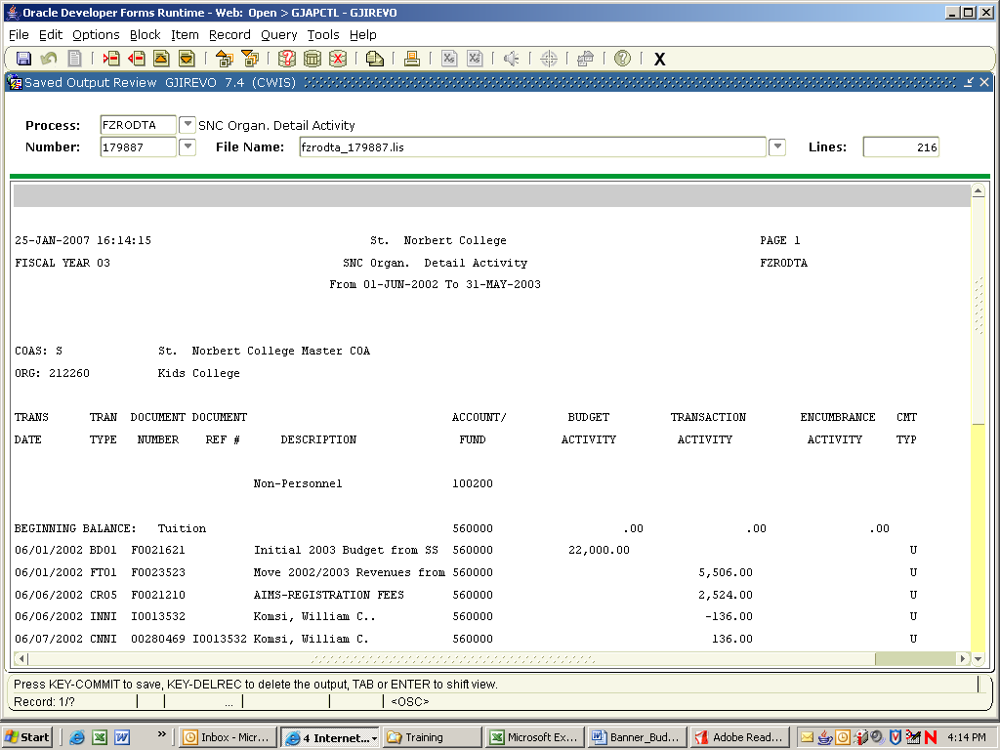 Oracle Developer Forms Runtime - Web: Open > GJAPCTL - GJIREVO
File Edit Options Block Item Record Query Tools Help
X
Saved Output Review GJIREVO 7.4 (CWIS)
Process: FZRODTA SNC Organ. Detail Activity
Number: 179887 File Name: fzrodta_179887.lis Lines: 216
25-JAN-2007 16:14:15 St. Norbert College PAGE 1
FISCAL YEAR 03 SNC Organ. Detail Activity FZRODTA
From 01-JUN-2002 To 31-MAY-2003
COAS: S St. Norbert College Master COA
ORG: 212260 Kids College
TRANS TRAN DOCUMENT DOCUMENT ACCOUNT/ BUDGET TRANSACTION ENCUMBRANCE CMT
DATE TYPE NUMBER REF # DESCRIPTION FUND ACTIVITY ACTIVITY ACTIVITY TYP
Non-Personnel 100200
BEGINNING BALANCE: Tuition 560000 .00 .00 .00
06/01/2002 BD01 F0021621 Initial 2003 Budget from SS 560000 22,000.00 U
06/01/2002 FT01 F0023523 Move 2002/2003 Revenues from 560000 5,506.00 U
06/06/2002 CR05 F0021210 AIMS-REGISTRATION FEES 560000 2,524.00 U
06/06/2002 INNI I0013532 Komsi, William C.. 560000 -136.00 U
06/07/2002 CNNI 00280469 I0013532 Komsi, William C. 560000 136.00 U
Press KEY-COMMIT to save, KEY-DELREC to delete the output, TAB or ENTER to shift view.
Record: 1/? ... <OSC>
Start » Inbox - Micr... 4 Internet... Training Microsoft Ex... Banner_Bud... Adobe Read... 4:14 PM